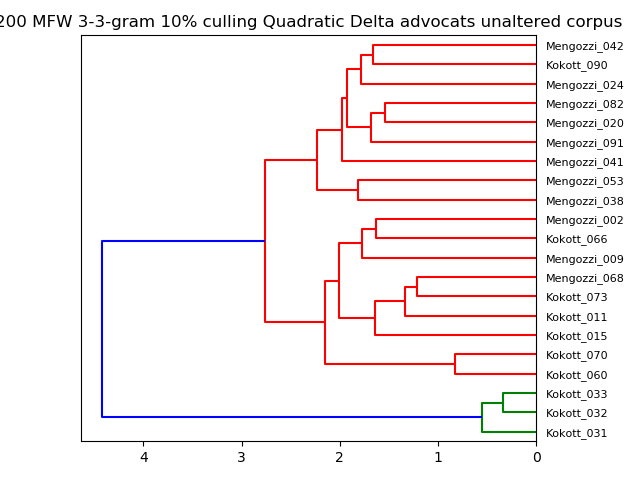 200 MFW 3-3-gram 10% culling Quadratic Delta advocats unaltered corpus
Mengozzi_042
Kokott_090
Mengozzi_024
Mengozzi_082
Mengozzi_020
Mengozzi_091
Mengozzi_041
Mengozzi_053
Mengozzi_038
Mengozzi_002
Kokott_066
Mengozzi_009
Mengozzi_068
Kokott_073
Kokott_011
Kokott_015
Kokott_070
Kokott_060
Kokott_033
Kokott_032
Kokott_031
4 3 2 1 0